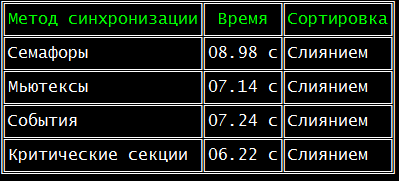 Метод синхронизации Время Сортировка
Семафоры 08.98 с Слиянием
Мьютексы 07.14 с Слиянием
События 07.24 с Слиянием
Критические секции 06.22 с Слиянием